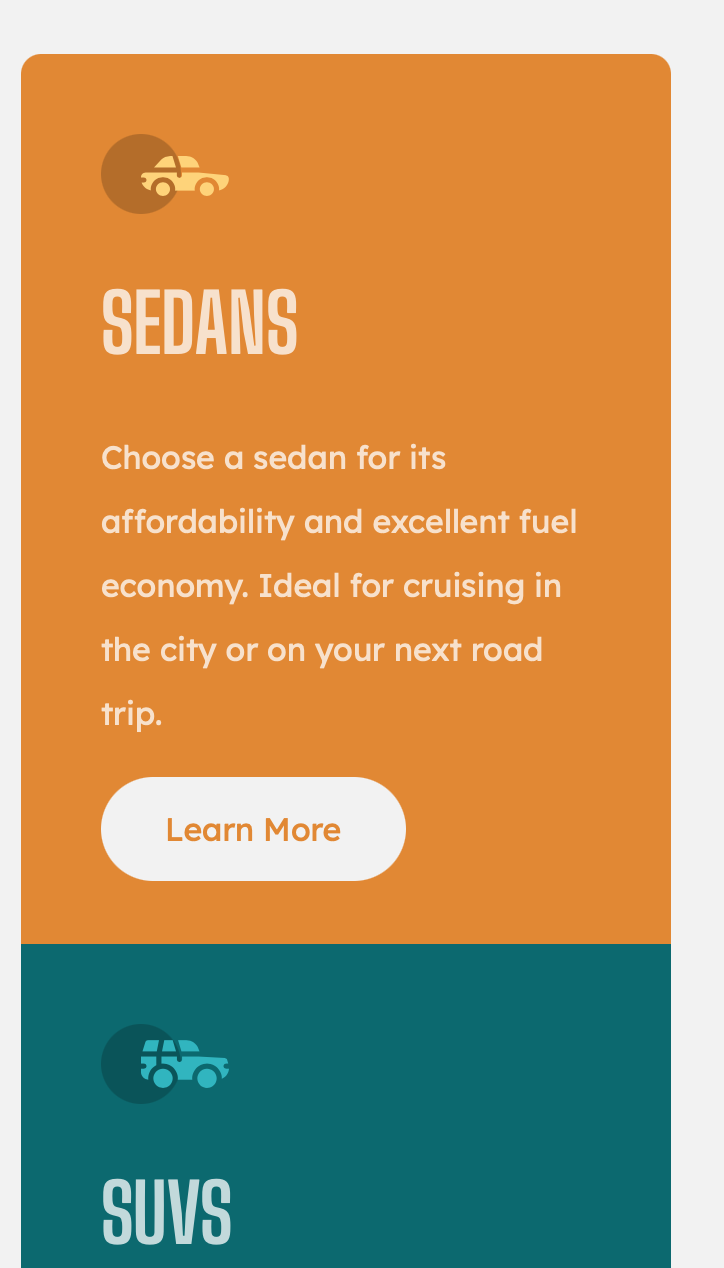 SEDANS
Choose a sedan for its
affordability and excellent fuel
economy. Ideal for cruising in
the city or on your next road
trip.
Learn More
SUVS